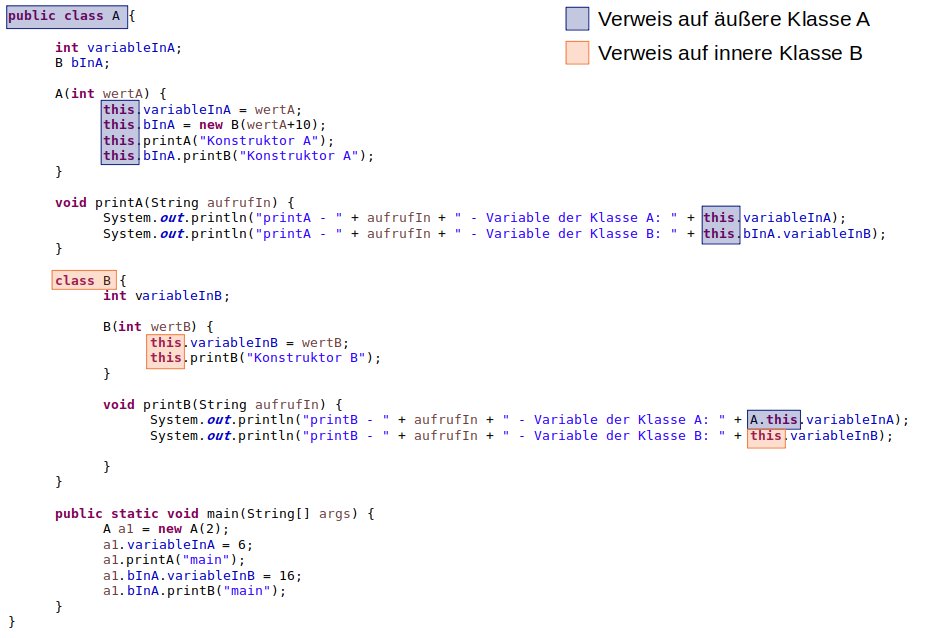 public class A {
int variableInA;
B bInA;
A(int wertA) {
this.variableInA = wertA;
this.bInA = new B(wertA+10);
this.printA("Konstruktor A");
this.bInA.printB("Konstruktor A");
}
void printA(String aufrufIn) {
System.out.println("printA - " + aufrufIn + " - Variable der Klasse A: " + this.variableInA);
System.out.println("printA - " + aufrufIn + " - Variable der Klasse B: " + this.bInA.variableInB);
}
class B {
int variableInB;
B(int wertB) {
this.variableInB = wertB;
this.printB("Konstruktor B");
}
void printB(String aufrufIn) {
System.out.println("printB - " + aufrufIn + " - Variable der Klasse A: " + A.this.variableInA);
System.out.println("printB - " + aufrufIn + " - Variable der Klasse B: " + this.variableInB);
}
}
public static void main(String[] args) {
A a1 = new A(2);
a1.variableInA = 6;
a1.printA("main");
a1.bInA.variableInB = 16;
a1.bInA.printB("main");
}
}
Verweis auf äußere Klasse A
Verweis auf innere Klasse B